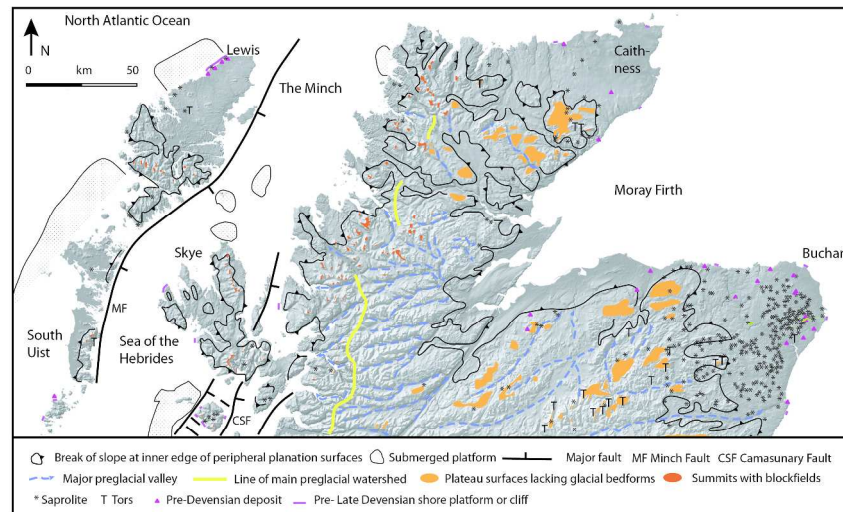 North Atlantic Ocean
N
0 km 50
Lewis
The Minch
Caith-
ness
T
T
T T
Moray Firth
Skye
Buchan
MF
South
Uist
Sea of the
Hebrides
T
T
T
T T
T
T
T
T T
T
T
T
CSF
Break of slope at inner edge of peripheral planation surfaces Submerged platform Major fault MF Minch Fault CSF Camasunary Fault
Major preglacial valley Line of main preglacial watershed Plateau surfaces lacking glacial bedforms Summits with blockfields
* Saprolite T Tors Pre-Devensian deposit Pre- Late Devensian shore platform or cliff